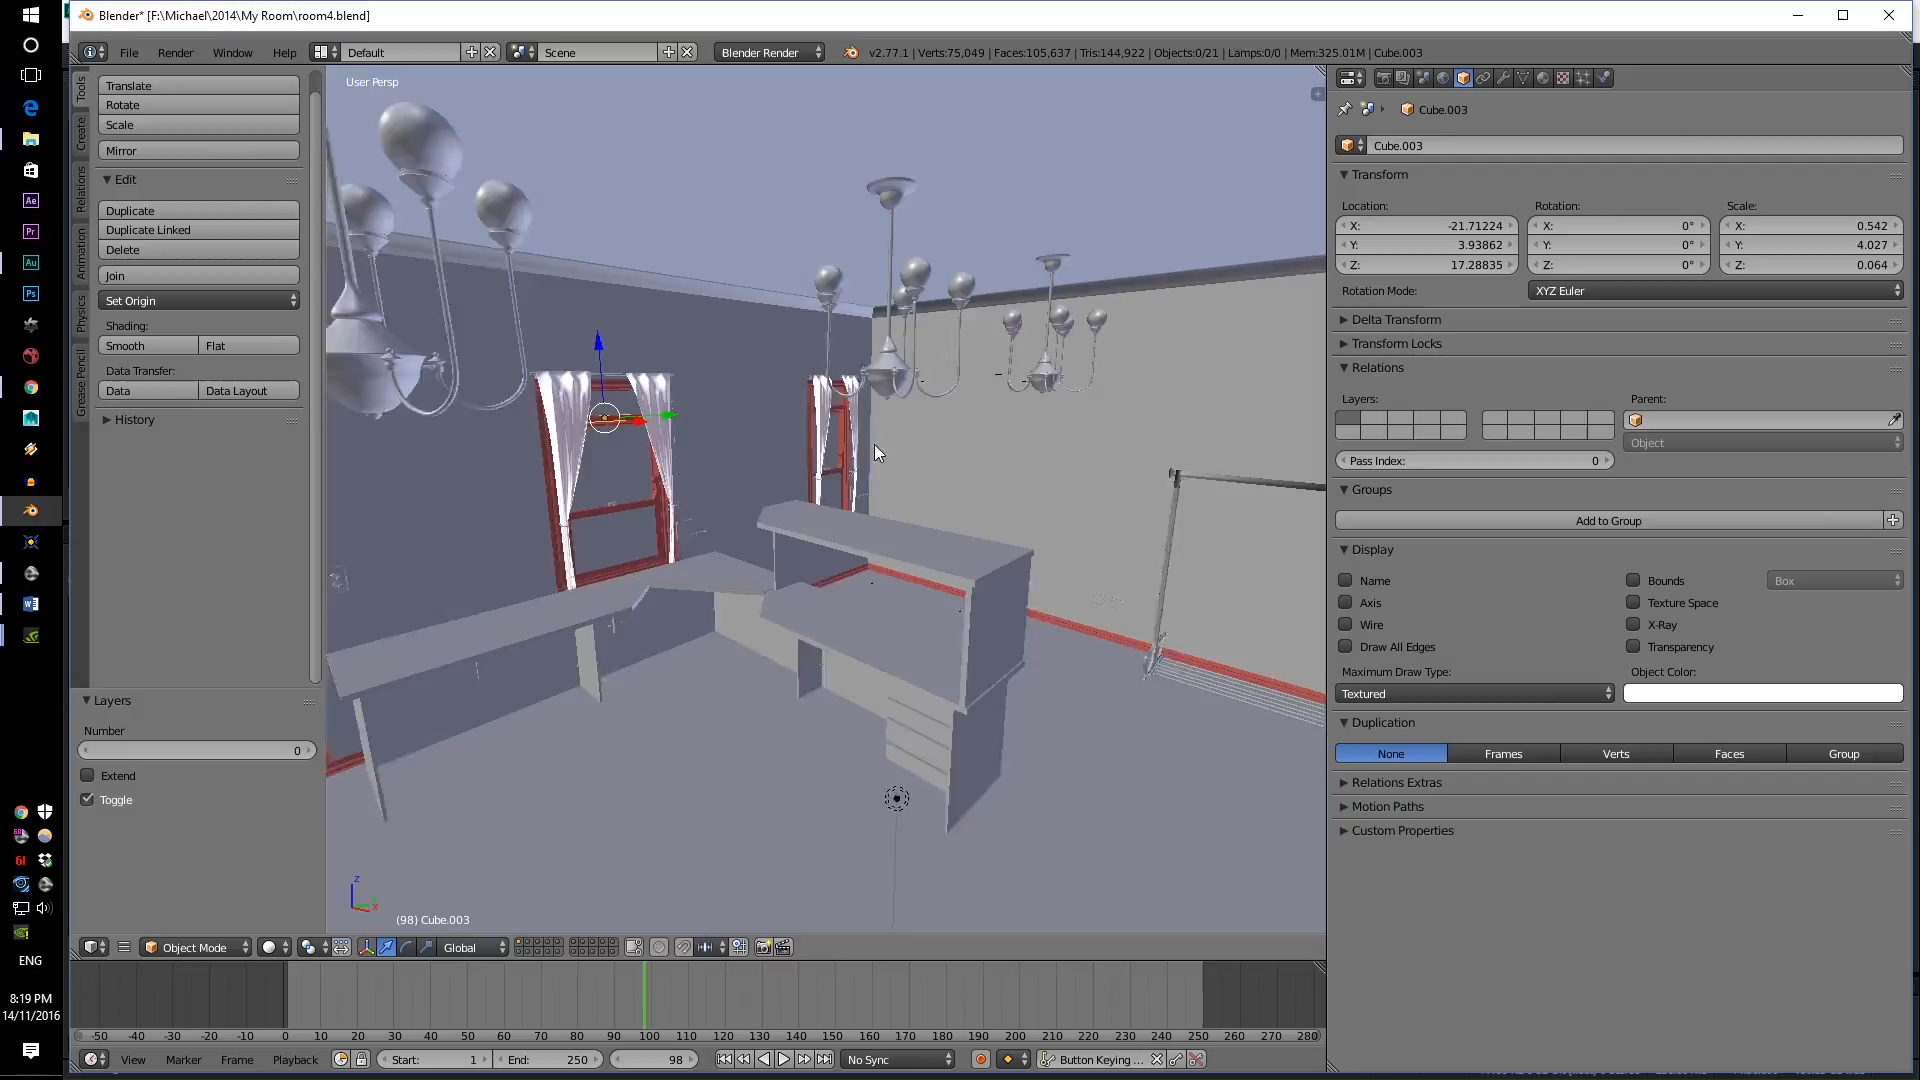 Blender* [F:\Michael\2014\My Room\room4.blend]
File Render Window Help Default Scene Blender Render v2.77.1 | Verts:75,049 | Faces:105,637 | Tris:144,922 | Objects:0/21 | Lamps:0/0 | Mem:325.01M | Cube.003
Tools
Create
Relations
Animation
Physics
Grease Pencil
Translate
Rotate
Scale
Mirror
Edit
Duplicate
Duplicate Linked
Delete
Join
Set Origin
Shading:
Smooth Flat
Data Transfer:
Data Data Layout
History
Layers
Number
0
Extend
Toggle
User Persp
z
x
(98) Cube.003
Object Mode Global
Cube.003
Cube.003
Transform
Location: Rotation: Scale:
X: -21.71224 X: 0° X: 0.542
Y: 3.93862 Y: 0° Y: 4.027
Z: 17.28835 Z: 0° Z: 0.064
Rotation Mode: XYZ Euler
Delta Transform
Transform Locks
Relations
Layers: Parent:
Object
Pass Index: 0
Groups
Add to Group
Display
Name Bounds Box
Axis Texture Space
Wire X-Ray
Draw All Edges Transparency
Maximum Draw Type: Object Color:
Textured
Duplication
None Frames Verts Faces Group
Relations Extras
Motion Paths
Custom Properties
-50 -40 -30 -20 -10 0 10 20 30 40 50 60 70 80 90 100 110 120 130 140 150 160 170 180 190 200 210 220 230 240 250 260 270 280
View Marker Frame Playback Start: 1 End: 250 98 No Sync Button Keying ...
Ae
Pr
Au
Ps
ENG
8:19 PM
14/11/2016